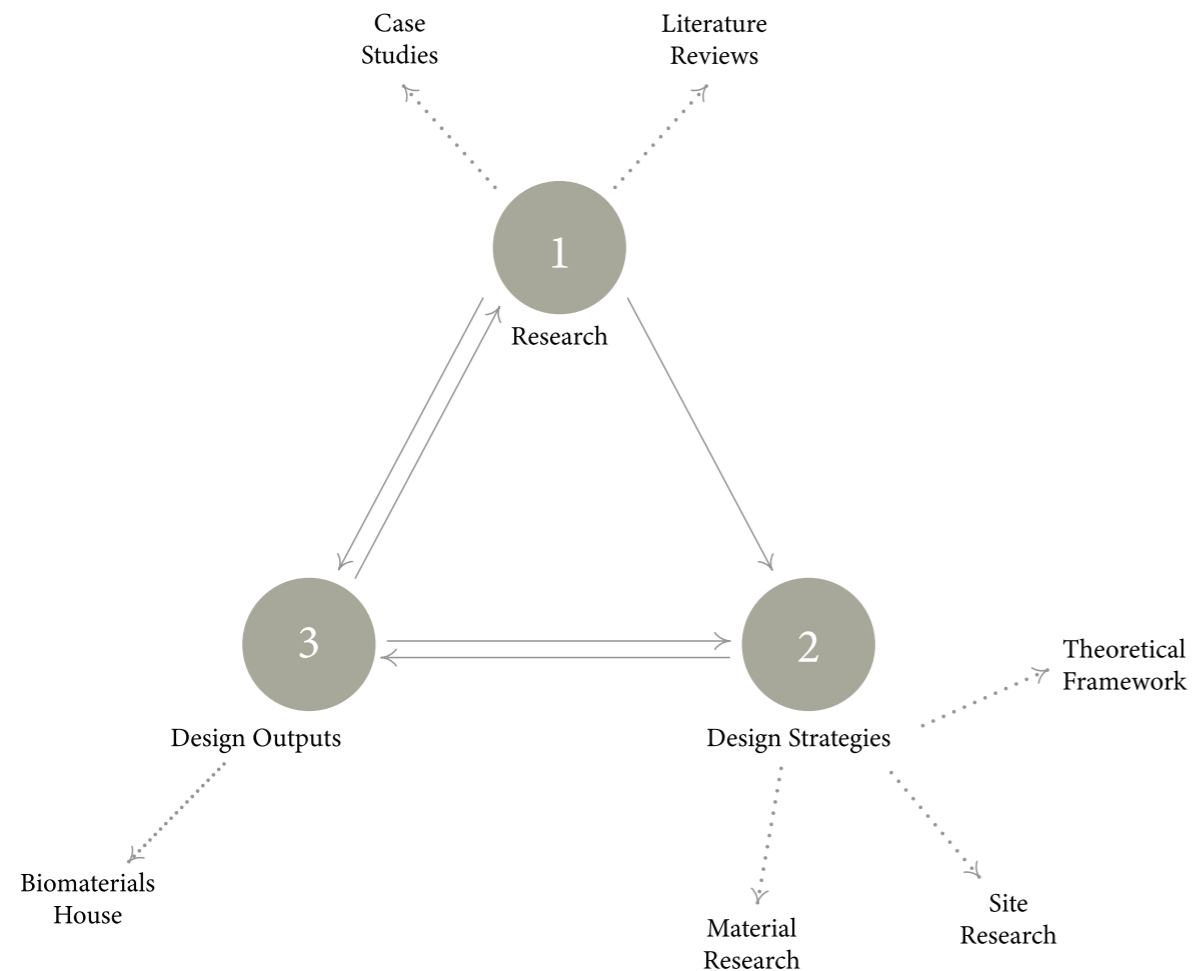 Case
Studies
Literature
Reviews
1
Research
3
Design Outputs
2
Design Strategies
Theoretical
Framework
Biomaterials
House
Material
Research
Site
Research